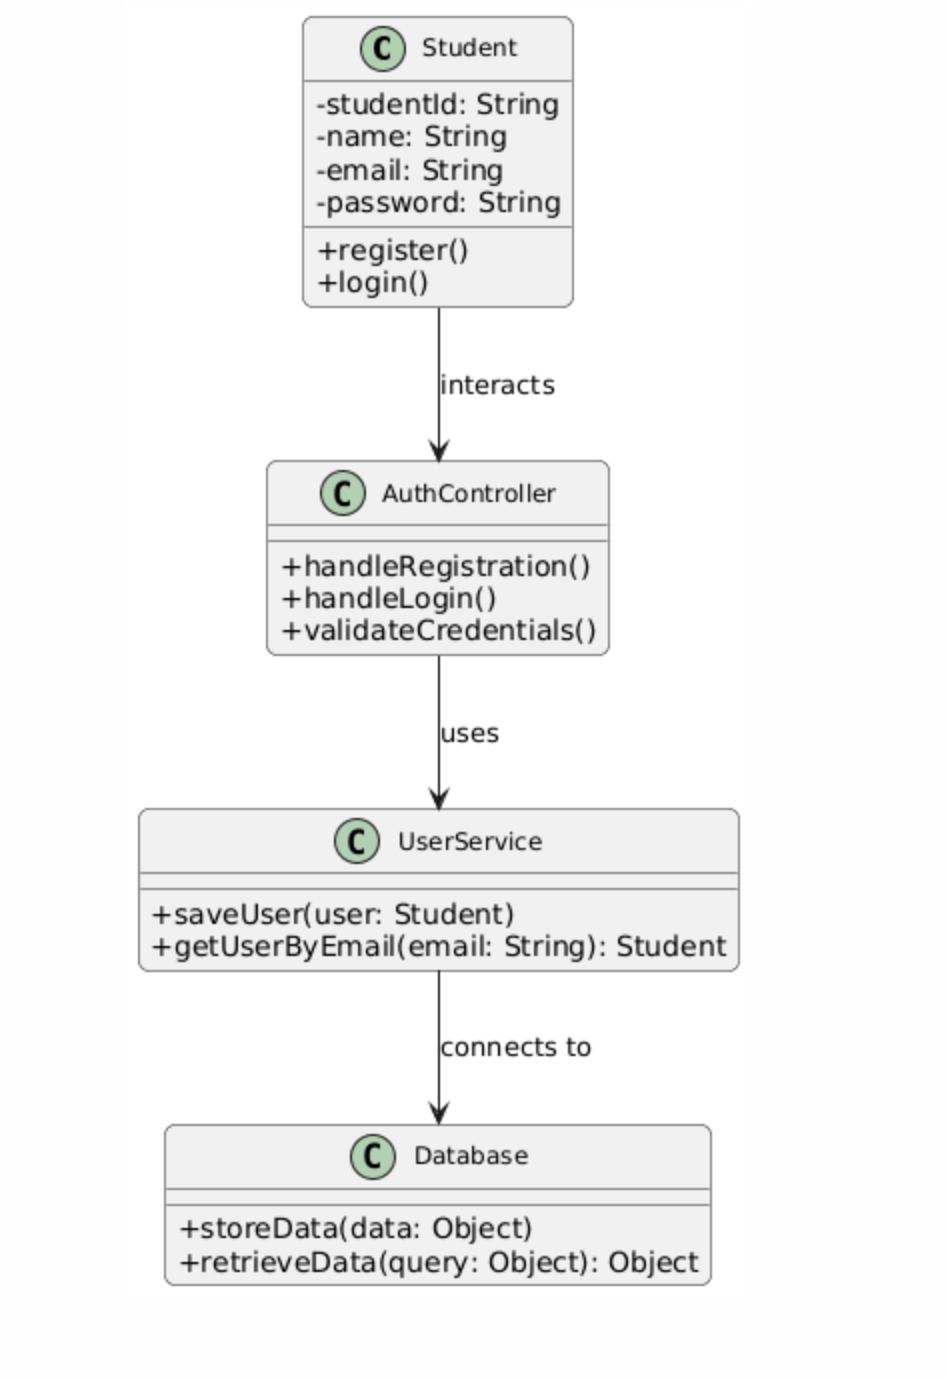 C Student
-studentId: String
-name: String
-email: String
-password: String
+register()
+login()
interacts
C AuthController
+handleRegistration()
+handleLogin()
+validateCredentials()
uses
C UserService
+saveUser(user: Student)
+getUserByEmail(email: String): Student
connects to
C Database
+storeData(data: Object)
+retrieveData(query: Object): Object